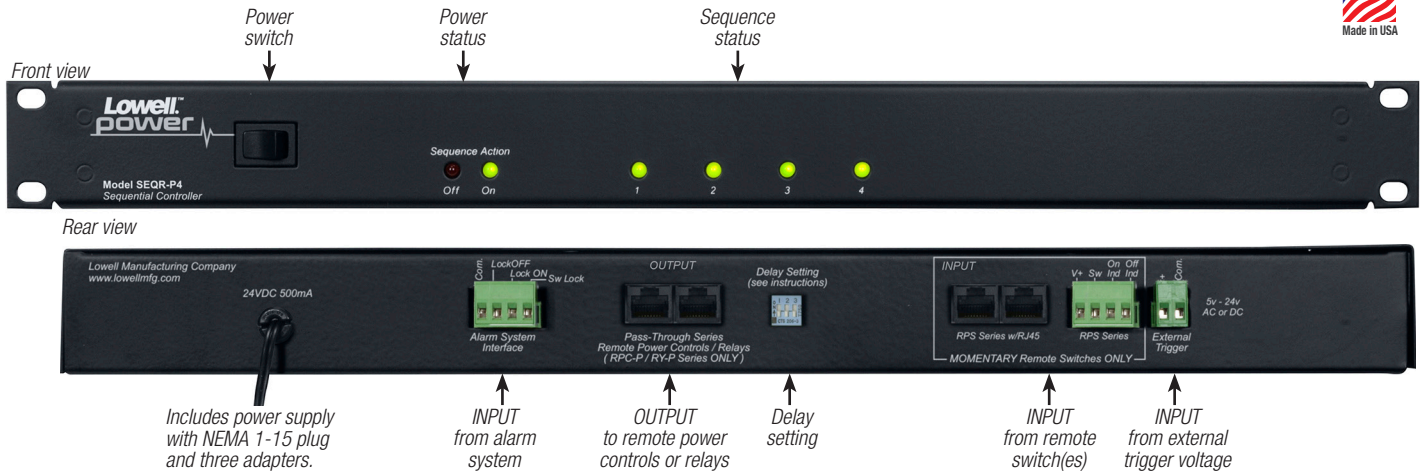 Power
switch
Power
status
Sequence
status
Made in USA
Front view
Lowell™
power
Sequence Action
Off On
1 2 3 4
Model SEQR-P4
Sequential Controller
Rear view
Lowell Manufacturing Company
www.lowellmfg.com
24VDC 500mA
Com.
LockOFF
Lock ON
Sw Lock
Alarm System
Interface
OUTPUT
Pass-Through Series
Remote Power Controls / Relays
( RPC-P / RY-P Series ONLY )
Delay Setting
(see instructions)
1 2 3
INPUT
RPS Series w/RJ45
V+ Sw On Ind Off Ind
RPS Series
MOMENTARY Remote Switches ONLY
+ Com.
External
Trigger
5v - 24v
AC or DC
Includes power supply
with NEMA 1-15 plug
and three adapters.
INPUT
from alarm
system
OUTPUT
to remote power
controls or relays
Delay
setting
INPUT
from remote
switch(es)
INPUT
from external
trigger voltage